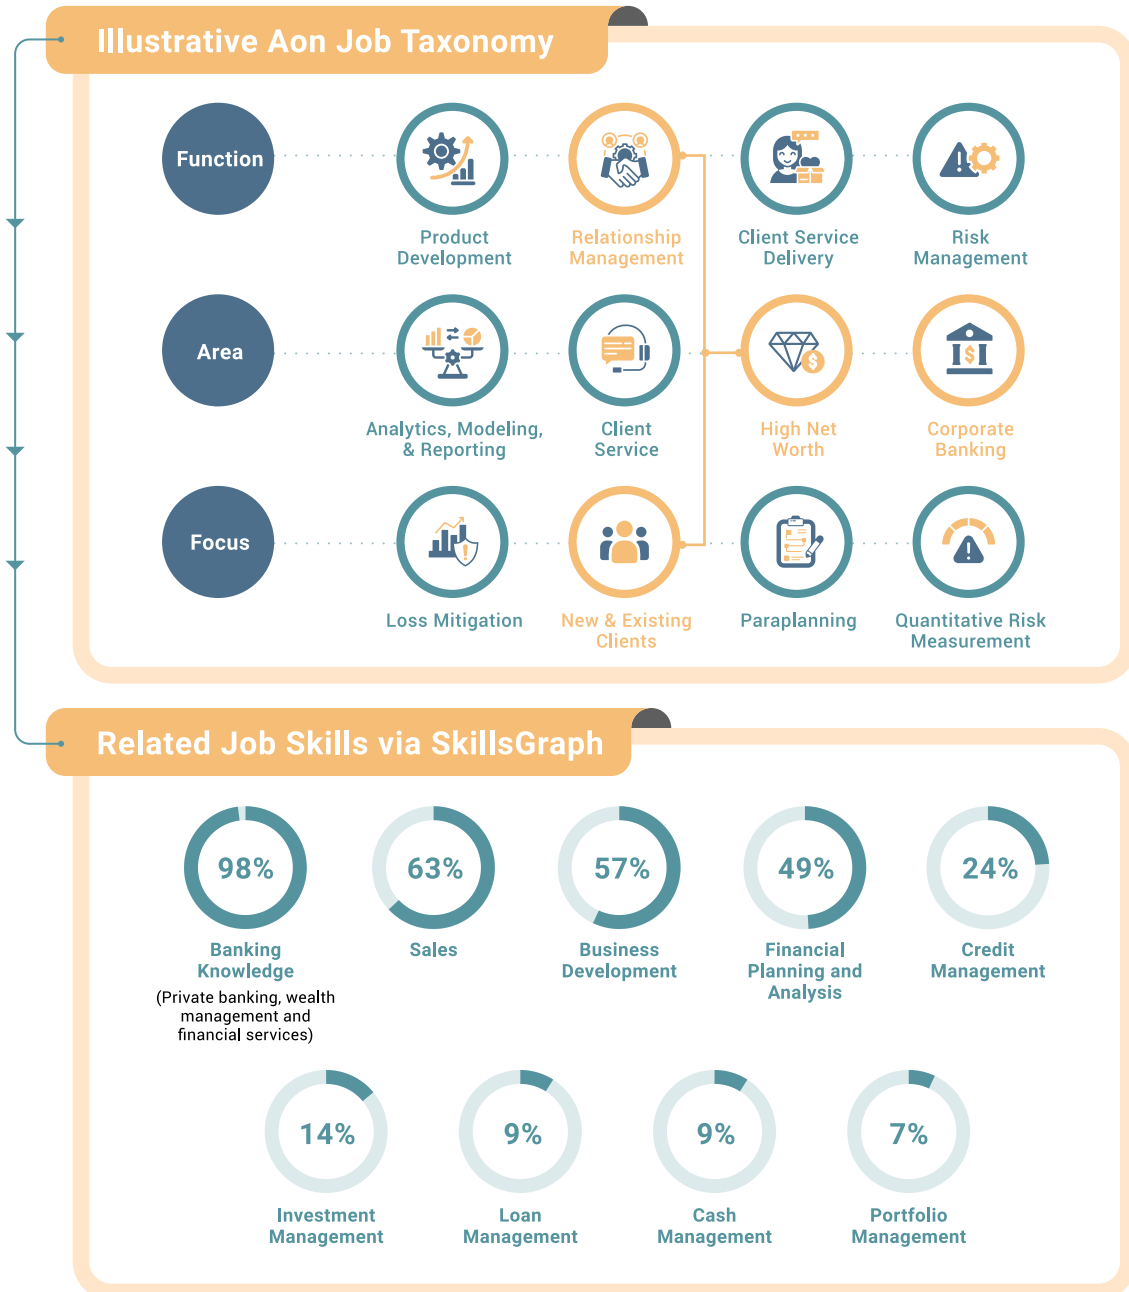 Illustrative Aon Job Taxonomy
Function
Product
Development
Relationship
Management
Client Service
Delivery
Risk
Management
Area
Analytics, Modeling,
& Reporting
Client
Service
High Net
Worth
Corporate
Banking
Focus
Loss Mitigation
New & Existing
Clients
Paraplanning
Quantitative Risk
Measurement
Related Job Skills via SkillsGraph
98%
Banking
Knowledge
(Private banking, wealth
management and
financial services)
63%
Sales
57%
Business
Development
49%
Financial
Planning and
Analysis
24%
Credit
Management
14%
Investment
Management
9%
Loan
Management
9%
Cash
Management
7%
Portfolio
Management